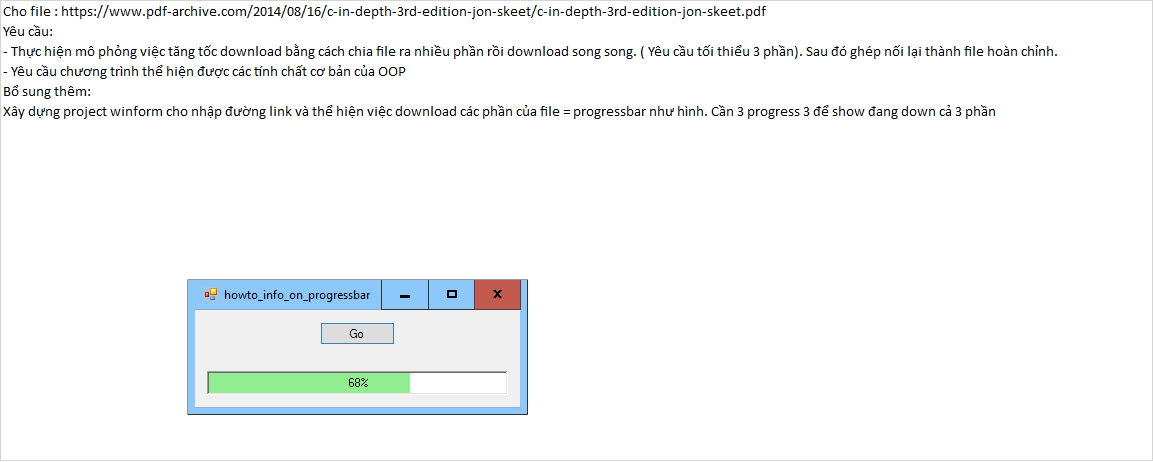 Cho file : https://www.pdf-archive.com/2014/08/16/c-in-depth-3rd-edition-jon-skeet/c-in-depth-3rd-edition-jon-skeet.pdf
Yêu cầu:
- Thực hiện mô phỏng việc tăng tốc download bằng cách chia file ra nhiều phần rồi download song song. ( Yêu cầu tối thiểu 3 phần). Sau đó ghép nối lại thành file hoàn chỉnh.
- Yêu cầu chương trình thể hiện được các tính chất cơ bản của OOP
Bổ sung thêm:
Xây dựng project winform cho nhập đường link và thể hiện việc download các phần của file = progressbar như hình. Cần 3 progress 3 để show đang down cả 3 phần
howto_info_on_progressbar
Go
68%